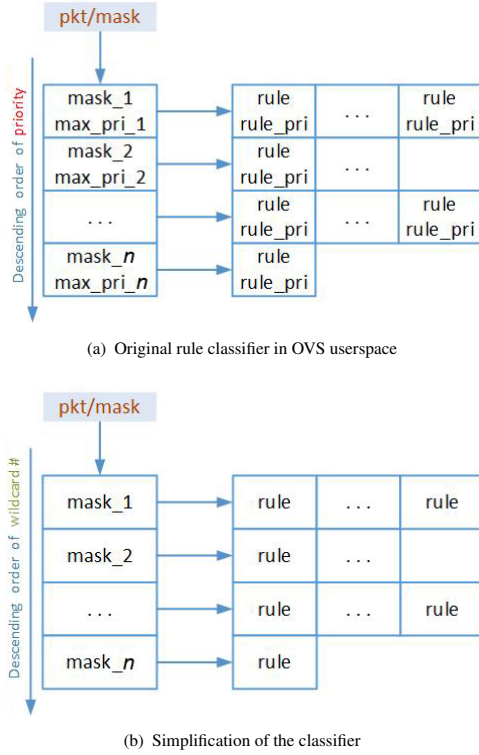 pkt/mask
Descending order of priority
mask_1
max_pri_1
rule
rule_pri
...
rule
rule_pri
mask_2
max_pri_2
rule
rule_pri
...
...
rule
rule_pri
...
rule
rule_pri
mask_n
max_pri_n
rule
rule_pri
(a) Original rule classifier in OVS userspace
pkt/mask
Descending order of wildcard #
mask_1
rule
...
rule
mask_2
rule
...
...
rule
...
rule
mask_n
rule
(b) Simplification of the classifier